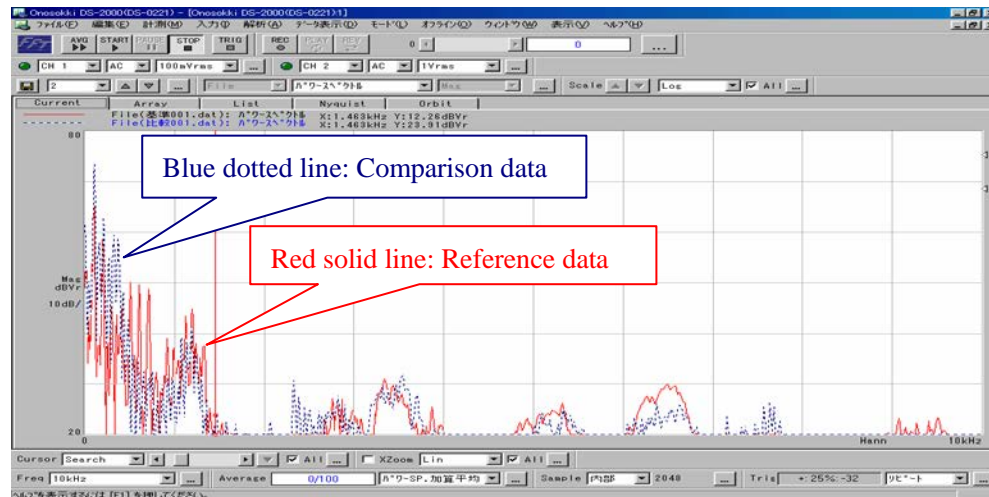 Onosokki DS-2000(DS-0221) - [Onosokki DS-2000(DS-0221):1]
ファイル(F) 編集(E) 計測(M) 入力(I) 解析(A) データ表示(D) モード(L) オフライン(O) ウィンドウ(W) 表示(V) ヘルプ(H)
FFT AVG START PAUSE STOP TRIG REC PLAY REV 0 0 ...
CH 1 AC 100mVrms ... CH 2 AC 1Vrms ...
2 ... File パワースペクトル Mag ... Scale Log All ...
Current Array List Nyquist Orbit
File(基準001.dat): パワースペクトル X:1.463kHz Y:12.26dBVr
File(比較001.dat): パワースペクトル X:1.463kHz Y:23.91dBVr
80
Blue dotted line: Comparison data
Red solid line: Reference data
Mag
dBVr
10dB/
20
0 Hann 10kHz
Cursor Search All ... XZoom Lin All ...
Freq 10kHz ... Average 0/100 パワーSP.加算平均 ... Sample 内部 2048 ... Trig +:25%:-32 リピート ...
ヘルプを表示するには [F1] を押してください。